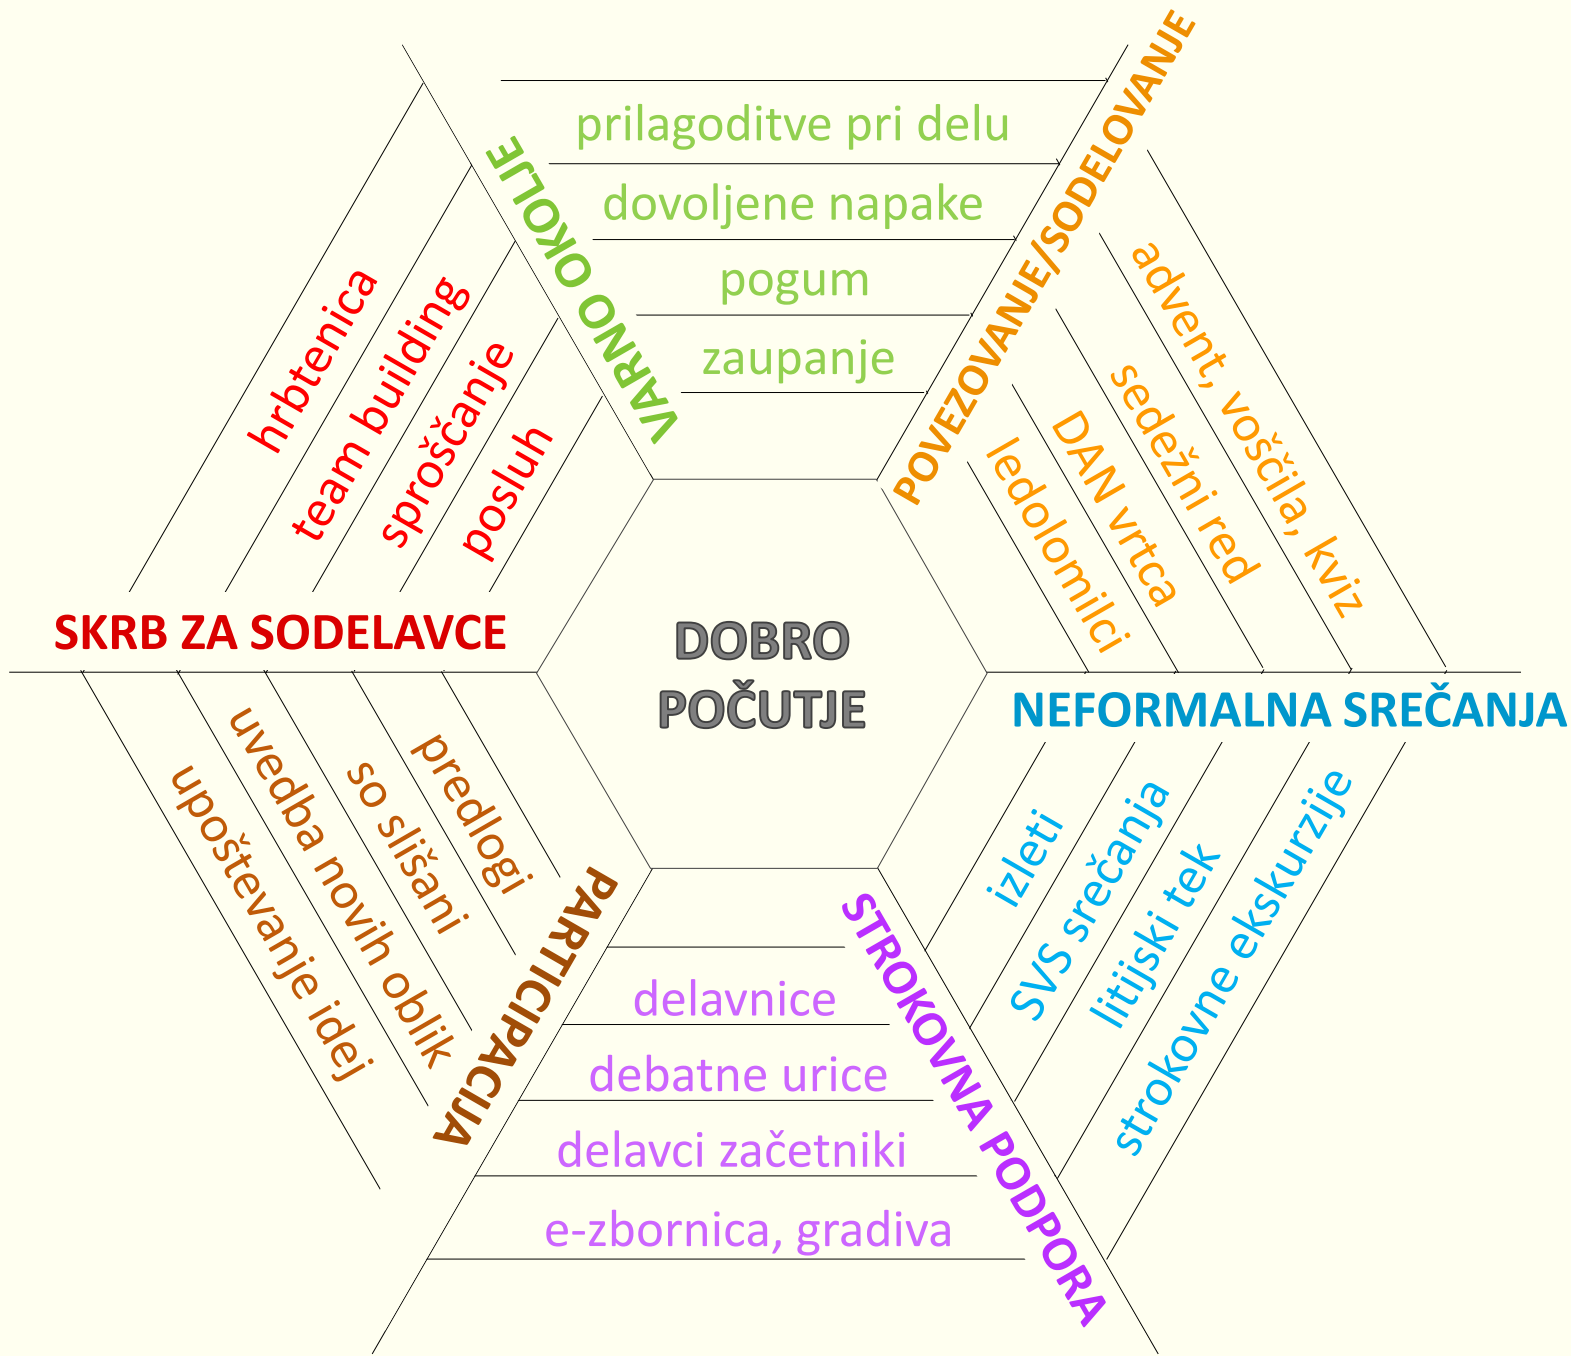 DOBRO
POČUTJE
VARNO OKOLJE
prilagoditve pri delu
dovoljene napake
pogum
zaupanje
POVEZOVANJE/SODELOVANJE
advent, voščila, kviz
sedežni red
DAN vrtca
ledolomilci
NEFORMALNA SREČANJA
izleti
SVS srečanja
litijski tek
strokovne ekskurzije
STROKOVNA PODPORA
delavnice
debatne urice
delavci začetniki
e-zbornica, gradiva
PARTICIPACIJA
predlogi
so slišani
uvedba novih oblik
upoštevanje idej
SKRB ZA SODELAVCE
hrbtenica
team building
sproščanje
posluh